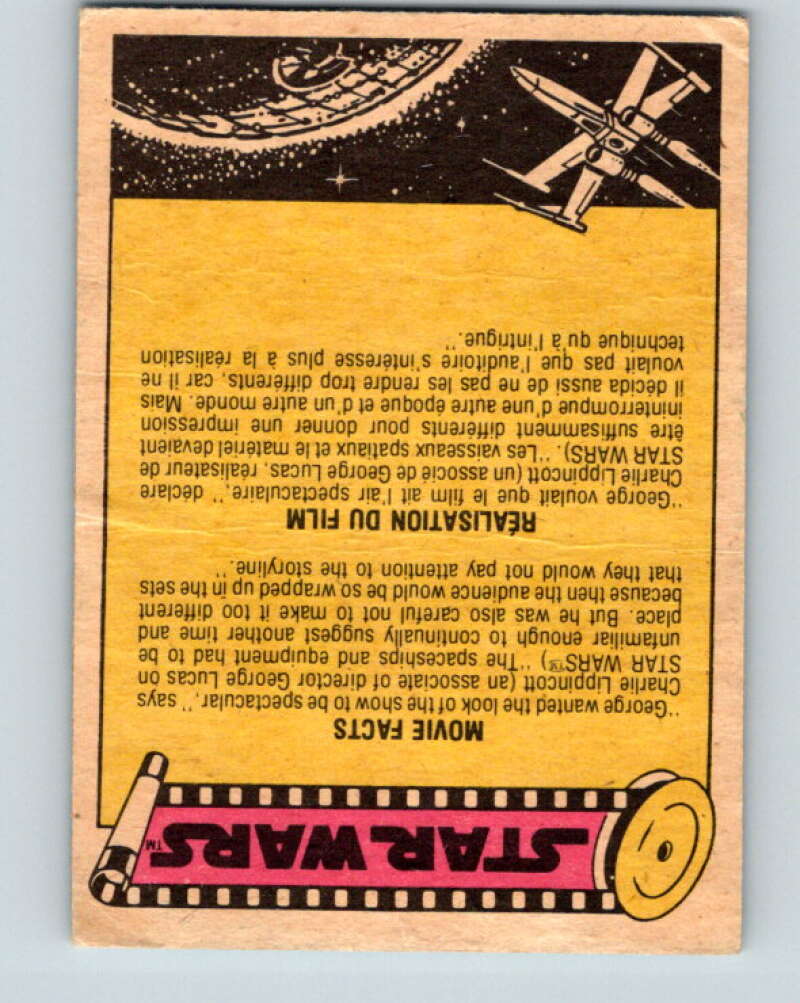 STAR WARS™
MOVIE FACTS
"George wanted the look of the show to be spectacular," says
Charlie Lippincott (an associate of director George Lucas on
STAR WARS™) "The spaceships and equipment had to be
unfamiliar enough to continually suggest another time and
place. But he was also careful not to make it too different
because then the audience would be so wrapped up in the sets
that they would not pay attention to the storyline."
RÉALISATION DU FILM
"George voulait que le film ait l'air spectaculaire," déclare
Charlie Lippincott (un associé de George Lucas, réalisateur de
STAR WARS). "Les vaisseaux spatiaux et le matériel devaient
être suffisamment différents pour donner une impression
ininterrompue d'une autre époque et d'un autre monde. Mais
il décida aussi de ne pas les rendre trop différents, car il ne
voulait pas que l'auditoire s'intéresse plus à la réalisation
technique qu'à l'intrigue."